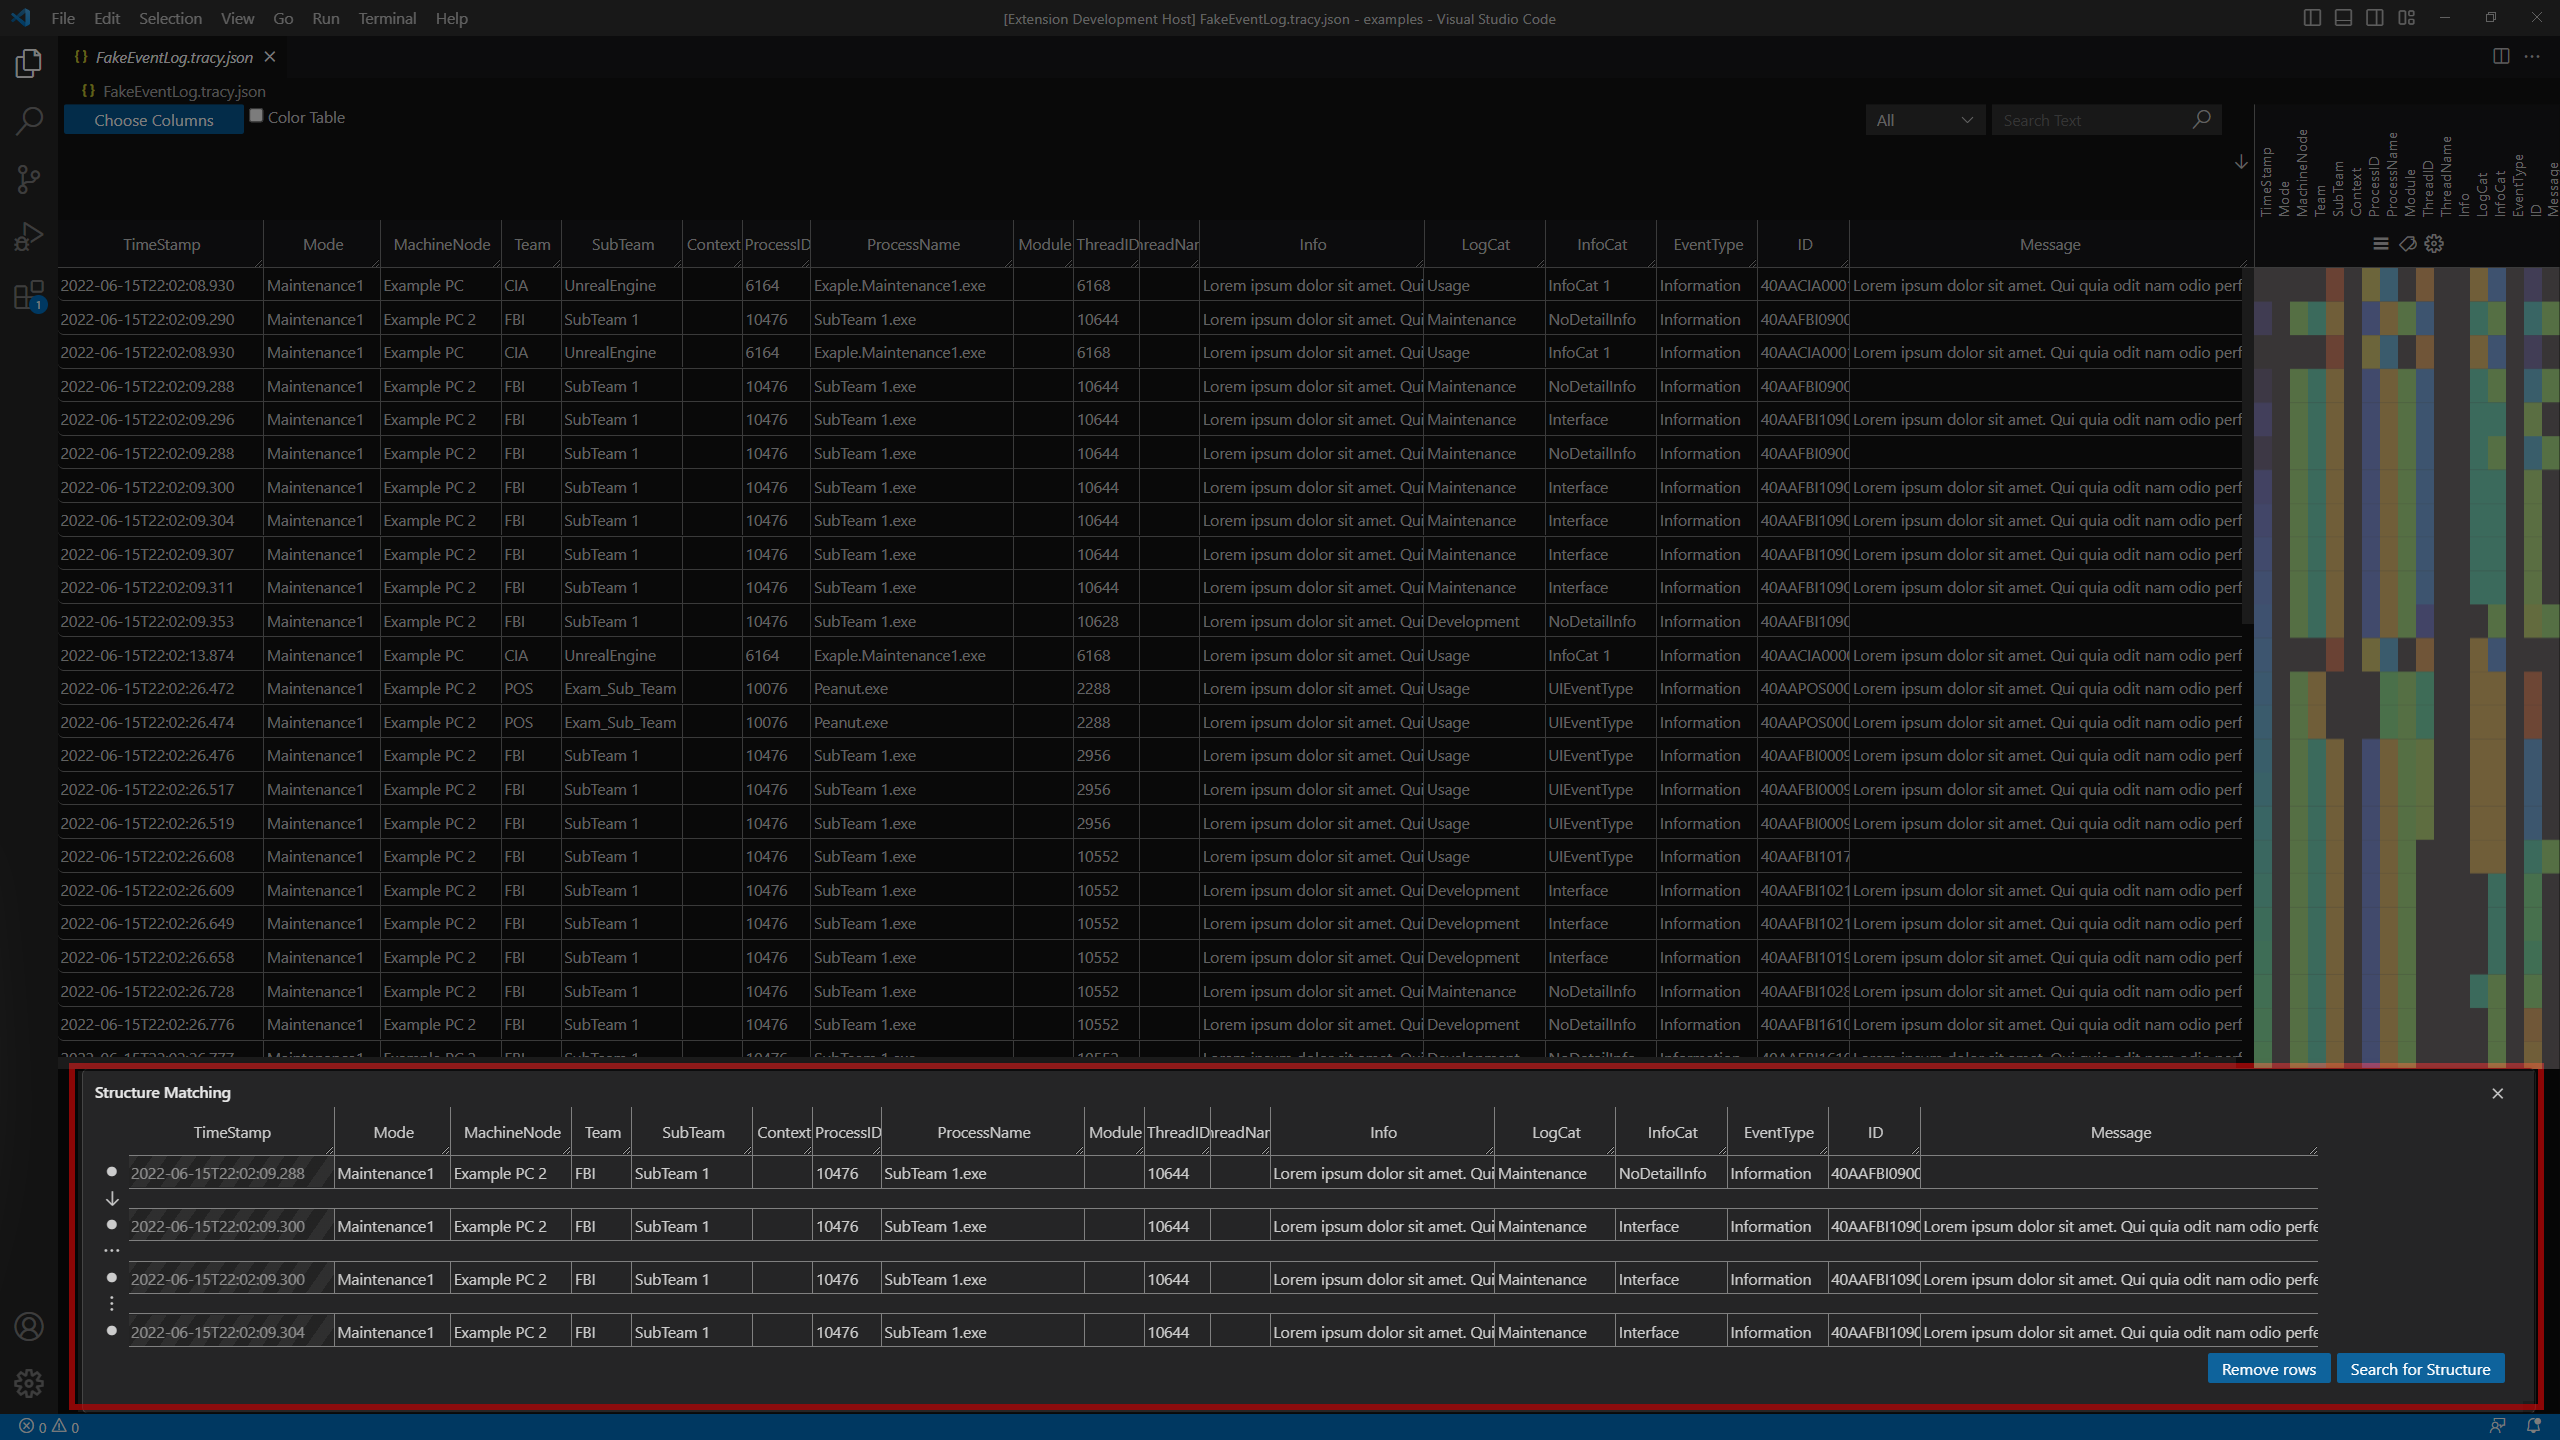 File Edit Selection View Go Run Terminal Help [Extension Development Host] FakeEventLog.tracy.json - examples - Visual Studio Code
{} FakeEventLog.tracy.json
{} FakeEventLog.tracy.json
Choose Columns Color Table All Search Text
TimeStamp Mode MachineNode Team SubTeam Context ProcessID ProcessName Module ThreadID ThreadName Info LogCat InfoCat EventType ID Message
TimeStamp Mode MachineNode Team SubTeam Context ProcessID ProcessName Module ThreadID readNar Info LogCat InfoCat EventType ID Message
2022-06-15T22:02:08.930 Maintenance1 Example PC CIA UnrealEngine 6164 Exaple.Maintenance1.exe 6168 Lorem ipsum dolor sit amet. Qui Usage InfoCat 1 Information 40AACIA000 Lorem ipsum dolor sit amet. Qui quia odit nam odio perf
2022-06-15T22:02:09.290 Maintenance1 Example PC 2 FBI SubTeam 1 10476 SubTeam 1.exe 10644 Lorem ipsum dolor sit amet. Qui Maintenance NoDetailInfo Information 40AAFBI0900
2022-06-15T22:02:08.930 Maintenance1 Example PC CIA UnrealEngine 6164 Exaple.Maintenance1.exe 6168 Lorem ipsum dolor sit amet. Qui Usage InfoCat 1 Information 40AACIA000 Lorem ipsum dolor sit amet. Qui quia odit nam odio perf
2022-06-15T22:02:09.288 Maintenance1 Example PC 2 FBI SubTeam 1 10476 SubTeam 1.exe 10644 Lorem ipsum dolor sit amet. Qui Maintenance NoDetailInfo Information 40AAFBI0900
2022-06-15T22:02:09.296 Maintenance1 Example PC 2 FBI SubTeam 1 10476 SubTeam 1.exe 10644 Lorem ipsum dolor sit amet. Qui Maintenance Interface Information 40AAFBI1090 Lorem ipsum dolor sit amet. Qui quia odit nam odio perf
2022-06-15T22:02:09.288 Maintenance1 Example PC 2 FBI SubTeam 1 10476 SubTeam 1.exe 10644 Lorem ipsum dolor sit amet. Qui Maintenance NoDetailInfo Information 40AAFBI0900
2022-06-15T22:02:09.300 Maintenance1 Example PC 2 FBI SubTeam 1 10476 SubTeam 1.exe 10644 Lorem ipsum dolor sit amet. Qui Maintenance Interface Information 40AAFBI1090 Lorem ipsum dolor sit amet. Qui quia odit nam odio perf
2022-06-15T22:02:09.304 Maintenance1 Example PC 2 FBI SubTeam 1 10476 SubTeam 1.exe 10644 Lorem ipsum dolor sit amet. Qui Maintenance Interface Information 40AAFBI1090 Lorem ipsum dolor sit amet. Qui quia odit nam odio perf
2022-06-15T22:02:09.307 Maintenance1 Example PC 2 FBI SubTeam 1 10476 SubTeam 1.exe 10644 Lorem ipsum dolor sit amet. Qui Maintenance Interface Information 40AAFBI1090 Lorem ipsum dolor sit amet. Qui quia odit nam odio perf
2022-06-15T22:02:09.311 Maintenance1 Example PC 2 FBI SubTeam 1 10476 SubTeam 1.exe 10644 Lorem ipsum dolor sit amet. Qui Maintenance Interface Information 40AAFBI1090 Lorem ipsum dolor sit amet. Qui quia odit nam odio perf
2022-06-15T22:02:09.353 Maintenance1 Example PC 2 FBI SubTeam 1 10476 SubTeam 1.exe 10628 Lorem ipsum dolor sit amet. Qui Development NoDetailInfo Information 40AAFBI1090
2022-06-15T22:02:13.874 Maintenance1 Example PC CIA UnrealEngine 6164 Exaple.Maintenance1.exe 6168 Lorem ipsum dolor sit amet. Qui Usage InfoCat 1 Information 40AACIA000 Lorem ipsum dolor sit amet. Qui quia odit nam odio perf
2022-06-15T22:02:26.472 Maintenance1 Example PC 2 POS Exam_Sub_Team 10076 Peanut.exe 2288 Lorem ipsum dolor sit amet. Qui Usage UIEventType Information 40AAPOS000 Lorem ipsum dolor sit amet. Qui quia odit nam odio perf
2022-06-15T22:02:26.474 Maintenance1 Example PC 2 POS Exam_Sub_Team 10076 Peanut.exe 2288 Lorem ipsum dolor sit amet. Qui Usage UIEventType Information 40AAPOS000 Lorem ipsum dolor sit amet. Qui quia odit nam odio perf
2022-06-15T22:02:26.476 Maintenance1 Example PC 2 FBI SubTeam 1 10476 SubTeam 1.exe 2956 Lorem ipsum dolor sit amet. Qui Usage UIEventType Information 40AAFBI0009 Lorem ipsum dolor sit amet. Qui quia odit nam odio perf
2022-06-15T22:02:26.517 Maintenance1 Example PC 2 FBI SubTeam 1 10476 SubTeam 1.exe 2956 Lorem ipsum dolor sit amet. Qui Usage UIEventType Information 40AAFBI0009 Lorem ipsum dolor sit amet. Qui quia odit nam odio perf
2022-06-15T22:02:26.519 Maintenance1 Example PC 2 FBI SubTeam 1 10476 SubTeam 1.exe 2956 Lorem ipsum dolor sit amet. Qui Usage UIEventType Information 40AAFBI0009 Lorem ipsum dolor sit amet. Qui quia odit nam odio perf
2022-06-15T22:02:26.608 Maintenance1 Example PC 2 FBI SubTeam 1 10476 SubTeam 1.exe 10552 Lorem ipsum dolor sit amet. Qui Usage UIEventType Information 40AAFBI1017
2022-06-15T22:02:26.609 Maintenance1 Example PC 2 FBI SubTeam 1 10476 SubTeam 1.exe 10552 Lorem ipsum dolor sit amet. Qui Development Interface Information 40AAFBI1021 Lorem ipsum dolor sit amet. Qui quia odit nam odio perf
2022-06-15T22:02:26.649 Maintenance1 Example PC 2 FBI SubTeam 1 10476 SubTeam 1.exe 10552 Lorem ipsum dolor sit amet. Qui Development Interface Information 40AAFBI1021 Lorem ipsum dolor sit amet. Qui quia odit nam odio perf
2022-06-15T22:02:26.658 Maintenance1 Example PC 2 FBI SubTeam 1 10476 SubTeam 1.exe 10552 Lorem ipsum dolor sit amet. Qui Development Interface Information 40AAFBI1019 Lorem ipsum dolor sit amet. Qui quia odit nam odio perf
2022-06-15T22:02:26.728 Maintenance1 Example PC 2 FBI SubTeam 1 10476 SubTeam 1.exe 10552 Lorem ipsum dolor sit amet. Qui Maintenance NoDetailInfo Information 40AAFBI1028 Lorem ipsum dolor sit amet. Qui quia odit nam odio perf
2022-06-15T22:02:26.776 Maintenance1 Example PC 2 FBI SubTeam 1 10476 SubTeam 1.exe 10552 Lorem ipsum dolor sit amet. Qui Development NoDetailInfo Information 40AAFBI1610 Lorem ipsum dolor sit amet. Qui quia odit nam odio perf
Structure Matching
TimeStamp Mode MachineNode Team SubTeam Context ProcessID ProcessName Module ThreadID readNar Info LogCat InfoCat EventType ID Message
2022-06-15T22:02:09.288 Maintenance1 Example PC 2 FBI SubTeam 1 10476 SubTeam 1.exe 10644 Lorem ipsum dolor sit amet. Qui Maintenance NoDetailInfo Information 40AAFBI0900
2022-06-15T22:02:09.300 Maintenance1 Example PC 2 FBI SubTeam 1 10476 SubTeam 1.exe 10644 Lorem ipsum dolor sit amet. Qui Maintenance Interface Information 40AAFBI1090 Lorem ipsum dolor sit amet. Qui quia odit nam odio perfe
2022-06-15T22:02:09.300 Maintenance1 Example PC 2 FBI SubTeam 1 10476 SubTeam 1.exe 10644 Lorem ipsum dolor sit amet. Qui Maintenance Interface Information 40AAFBI1090 Lorem ipsum dolor sit amet. Qui quia odit nam odio perfe
2022-06-15T22:02:09.304 Maintenance1 Example PC 2 FBI SubTeam 1 10476 SubTeam 1.exe 10644 Lorem ipsum dolor sit amet. Qui Maintenance Interface Information 40AAFBI1090 Lorem ipsum dolor sit amet. Qui quia odit nam odio perfe
Remove rows Search for Structure
0 0
1